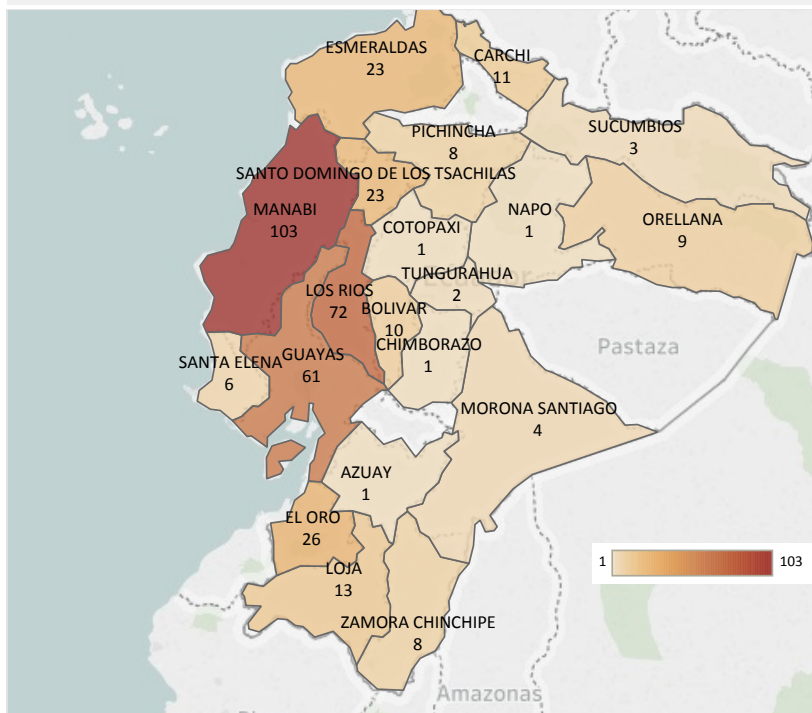 ESMERALDAS
23
CARCHI
11
PICHINCHA
8
SUCUMBIOS
3
SANTO DOMINGO DE LOS TSACHILAS
23
MANABI
103
COTOPAXI
1
NAPO
1
ORELLANA
9
Ecuador
TUNGURAHUA
2
LOS RIOS
72
BOLIVAR
10
CHIMBORAZO
1
Pastaza
SANTA ELENA
6
GUAYAS
61
MORONA SANTIAGO
4
AZUAY
1
EL ORO
26
1
103
LOJA
13
ZAMORA CHINCHIPE
8
Amazonas